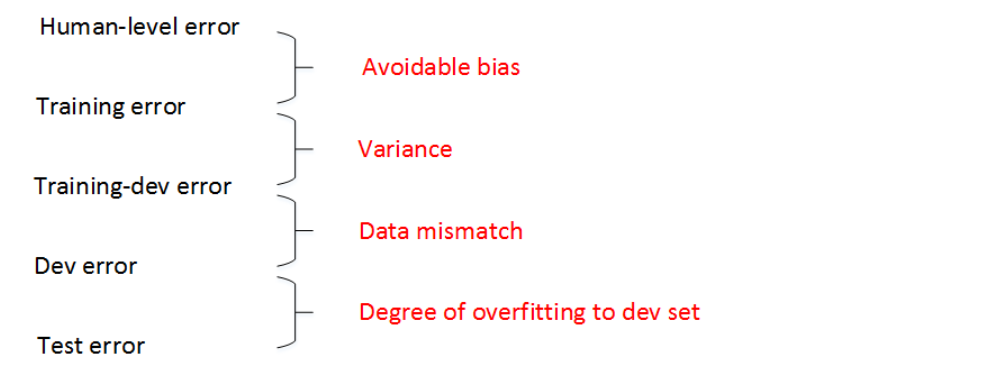 Human-level error
Avoidable bias
Training error
Variance
Training-dev error
Data mismatch
Dev error
Degree of overfitting to dev set
Test error